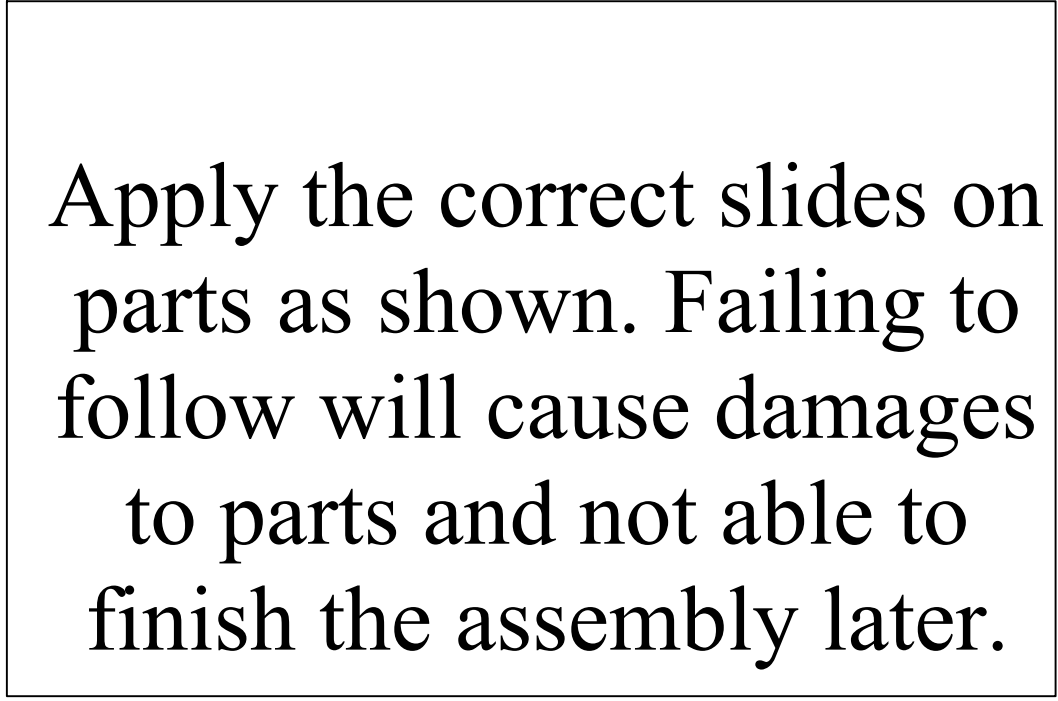 Apply the correct slides on
parts as shown. Failing to
follow will cause damages
to parts and not able to
finish the assembly later.